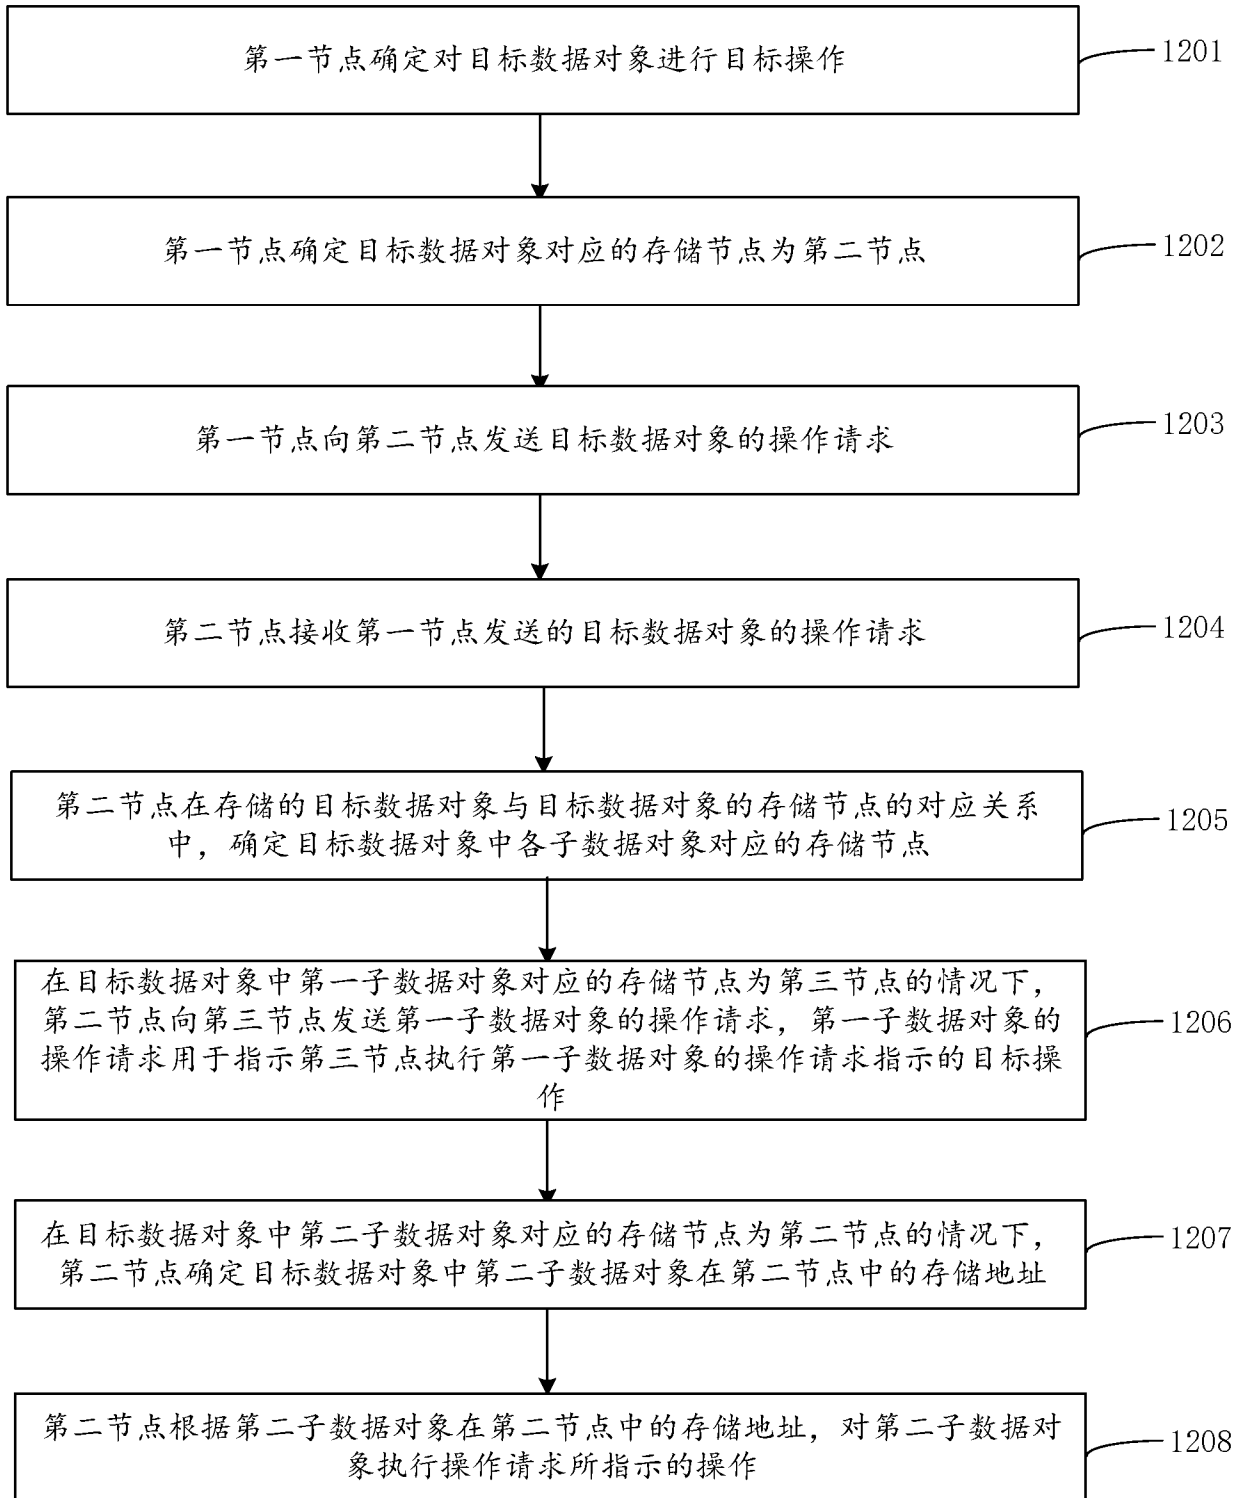 第一节点确定对目标数据对象进行目标操作
1201
第一节点确定目标数据对象对应的存储节点为第二节点
1202
第一节点向第二节点发送目标数据对象的操作请求
1203
第二节点接收第一节点发送的目标数据对象的操作请求
1204
第二节点在存储的目标数据对象与目标数据对象的存储节点的对应关系
中，确定目标数据对象中各子数据对象对应的存储节点
1205
在目标数据对象中第一子数据对象对应的存储节点为第三节点的情况下，
第二节点向第三节点发送第一子数据对象的操作请求，第一子数据对象的
操作请求用于指示第三节点执行第一子数据对象的操作请求指示的目标操
作
1206
在目标数据对象中第二子数据对象对应的存储节点为第二节点的情况下，
第二节点确定目标数据对象中第二子数据对象在第二节点中的存储地址
1207
第二节点根据第二子数据对象在第二节点中的存储地址，对第二子数据对
象执行操作请求所指示的操作
1208